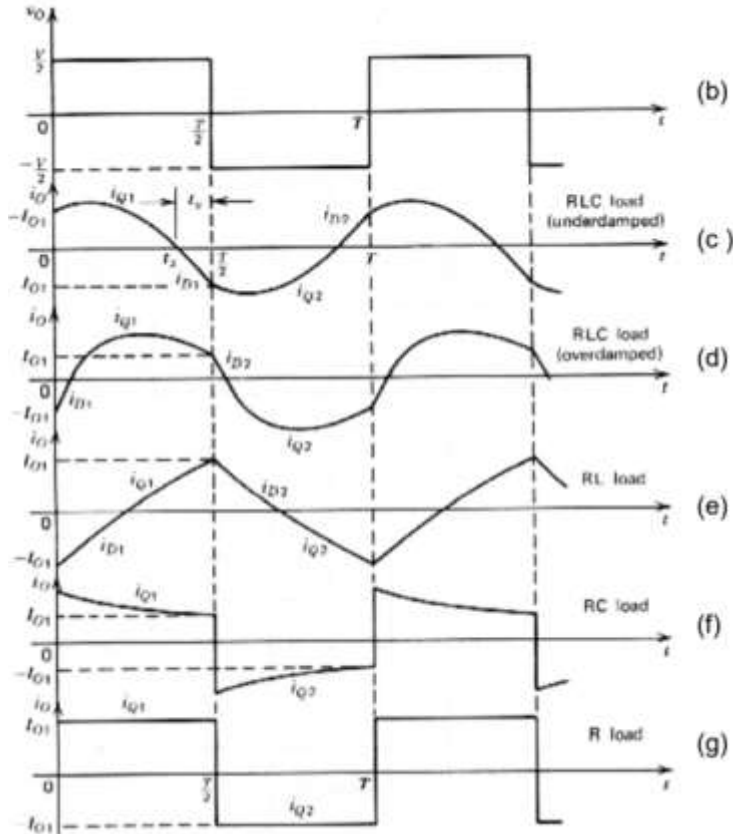 v_O
V/2
(b)
0 T/2 T t
-V/2
i_O
i_Q1 t_γ i_D2 RLC load
-I_O1 (underdamped)
(c )
0 t_z T/2 T t
I_O1 i_D1 i_Q2
i_O
i_Q1 RLC load
I_O1 i_D2 (overdamped)
(d)
0 t
i_D1
-I_O1 i_Q2
i_O
I_O1
i_Q1 i_D2 RL load
(e)
0 t
i_D1 i_Q2
-I_O1
i_O
i_Q1 RC load
I_O1
(f)
0 t
-I_O1
i_Q2
i_O i_Q1
I_O1 R load
(g)
0 T/2 T t
-I_O1 i_Q2